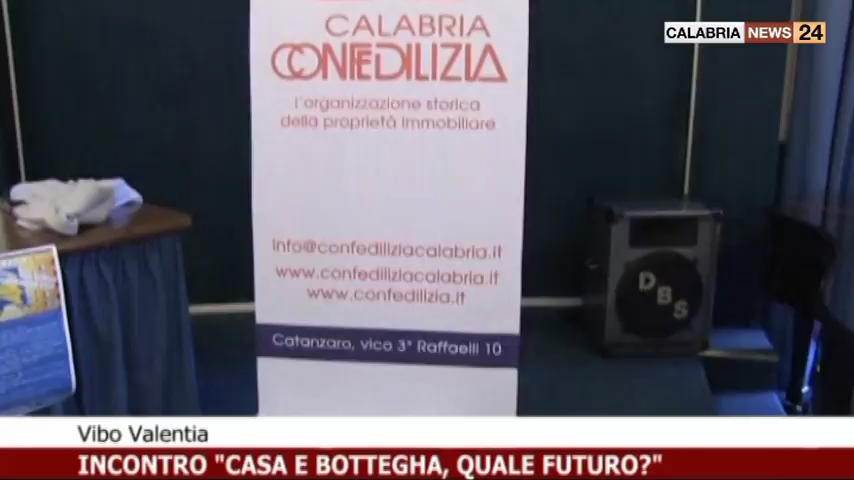 CALABRIA NEWS 24
CALABRIA
CONFEDILIZIA
l'organizzazione storica
della proprietà immobiliare
info@confediliziacalabria.it
www.confediliziacalabria.it
www.confedilizia.it
Catanzaro, vico 3° Raffaelli 10
DBS
Vibo Valentia
INCONTRO "CASA E BOTTEGHA, QUALE FUTURO?"